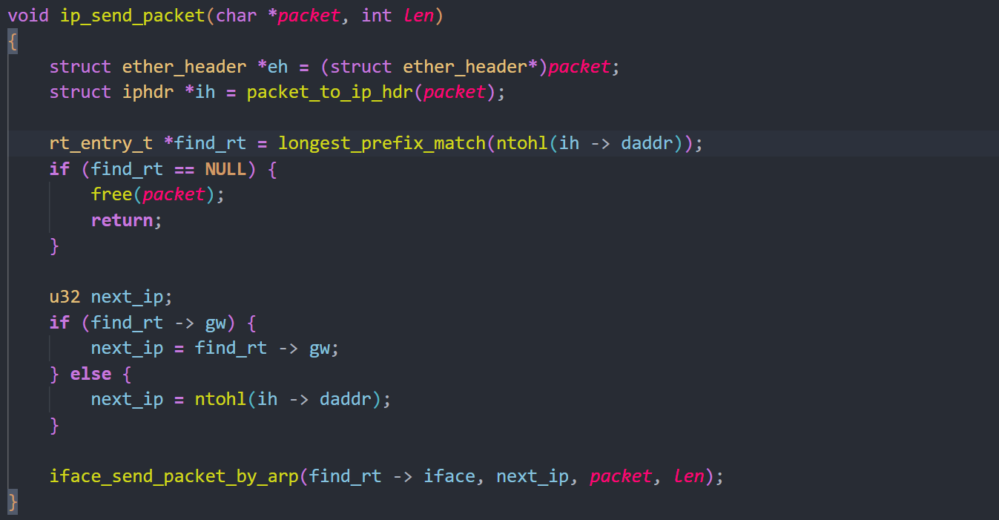 void ip_send_packet(char *packet, int len)
{
    struct ether_header *eh = (struct ether_header*)packet;
    struct iphdr *ih = packet_to_ip_hdr(packet);

    rt_entry_t *find_rt = longest_prefix_match(ntohl(ih -> daddr));
    if (find_rt == NULL) {
        free(packet);
        return;
    }

    u32 next_ip;
    if (find_rt -> gw) {
        next_ip = find_rt -> gw;
    } else {
        next_ip = ntohl(ih -> daddr);
    }

    iface_send_packet_by_arp(find_rt -> iface, next_ip, packet, len);
}